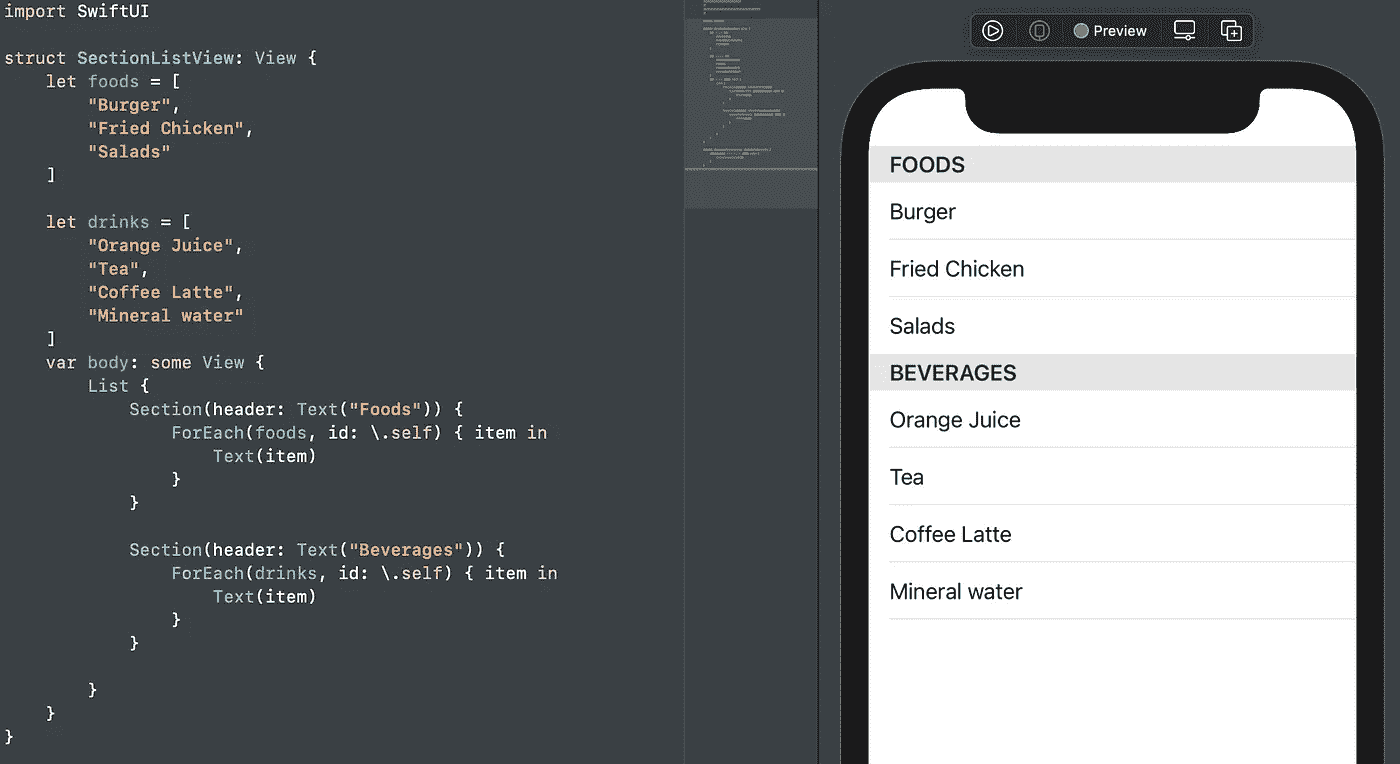 import SwiftUI
struct SectionListView: View {
let foods = [
"Burger",
"Fried Chicken",
"Salads"
]
let drinks = [
"Orange Juice",
"Tea",
"Coffee Latte",
"Mineral water"
]
var body: some View {
List {
Section(header: Text("Foods")) {
ForEach(foods, id: \.self) { item in
Text(item)
}
}
Section(header: Text("Beverages")) {
ForEach(drinks, id: \.self) { item in
Text(item)
}
}
}
}
}
Preview
FOODS
Burger
Fried Chicken
Salads
BEVERAGES
Orange Juice
Tea
Coffee Latte
Mineral water